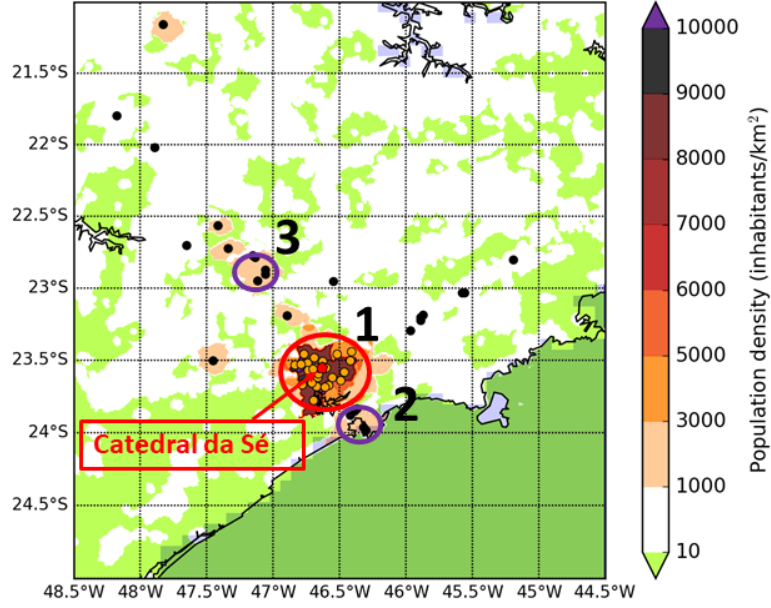 21.5°S
22°S
22.5°S
23°S
23.5°S
24°S
24.5°S
3
1
2
Catedral da Sé
48.5°W 48°W 47.5°W 47°W 46.5°W 46°W 45.5°W 45°W 44.5°W
10000
9000
8000
7000
6000
5000
3000
1000
10
Population density (inhabitants/km²)